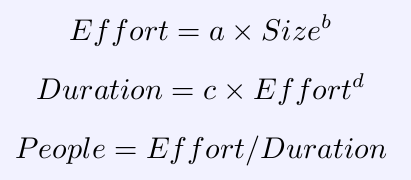 Effort = a × Size^b
Duration = c × Effort^d
People = Effort/Duration